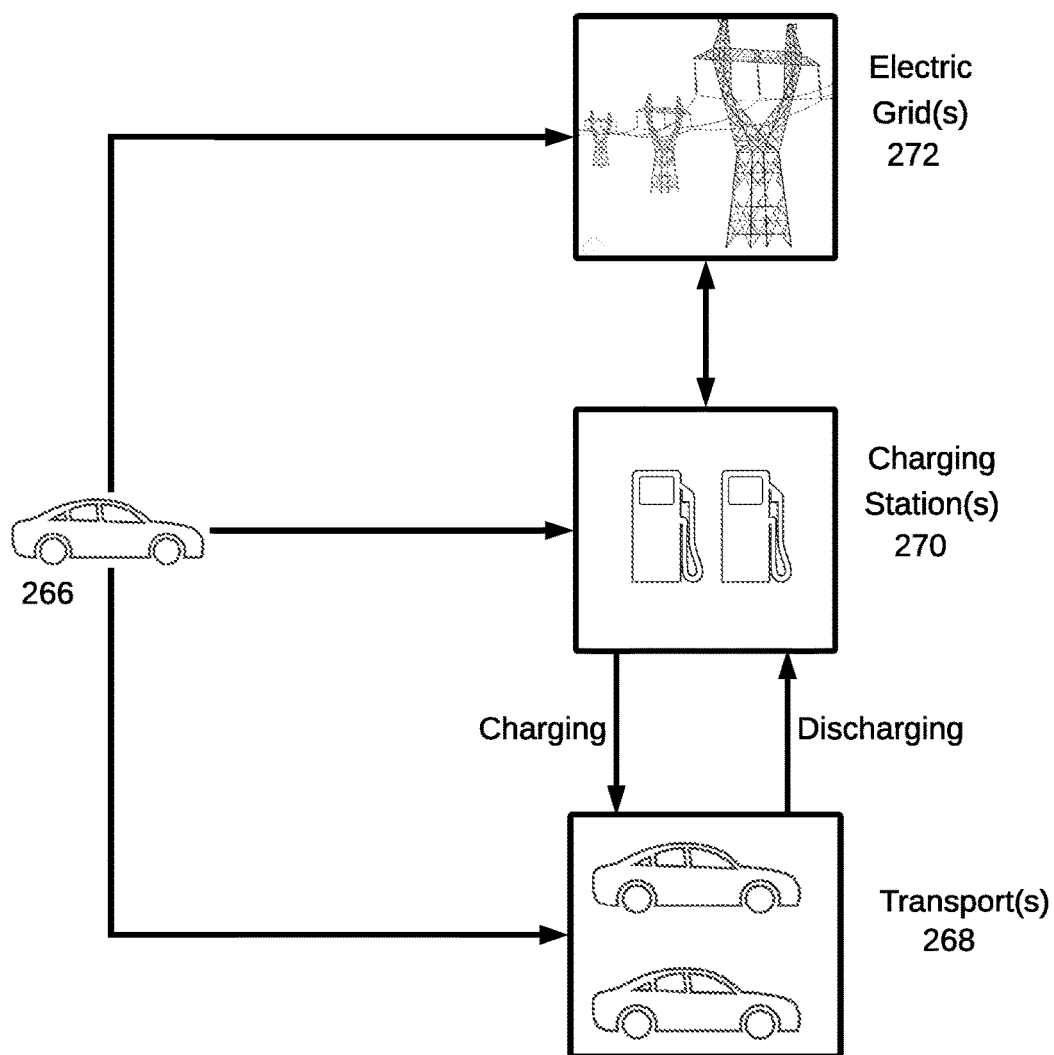 Electric
Grid(s)
272
Charging
Station(s)
270
266
Charging
Discharging
Transport(s)
268